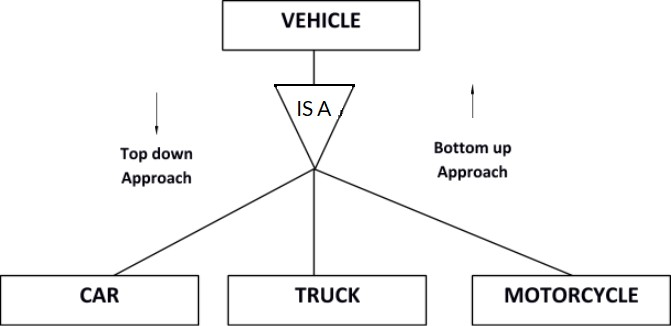 VEHICLE
IS A ,
Top down
Approach
Bottom up
Approach
CAR
TRUCK
MOTORCYCLE